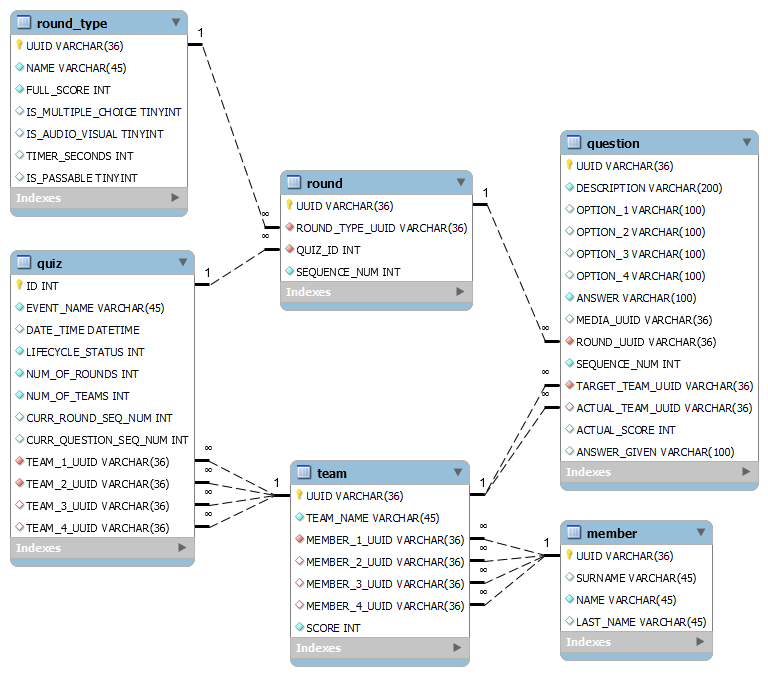 round_type
UUID VARCHAR(36)
NAME VARCHAR(45)
FULL_SCORE INT
IS_MULTIPLE_CHOICE TINYINT
IS_AUDIO_VISUAL TINYINT
TIMER_SECONDS INT
IS_PASSABLE TINYINT
Indexes
1
∞
round
UUID VARCHAR(36)
ROUND_TYPE_UUID VARCHAR(36)
QUIZ_ID INT
SEQUENCE_NUM INT
Indexes
∞
1
1
∞
question
UUID VARCHAR(36)
DESCRIPTION VARCHAR(200)
OPTION_1 VARCHAR(100)
OPTION_2 VARCHAR(100)
OPTION_3 VARCHAR(100)
OPTION_4 VARCHAR(100)
ANSWER VARCHAR(100)
MEDIA_UUID VARCHAR(36)
ROUND_UUID VARCHAR(36)
SEQUENCE_NUM INT
TARGET_TEAM_UUID VARCHAR(36)
ACTUAL_TEAM_UUID VARCHAR(36)
ACTUAL_SCORE INT
ANSWER_GIVEN VARCHAR(100)
Indexes
∞
∞
1
quiz
ID INT
EVENT_NAME VARCHAR(45)
DATE_TIME DATETIME
LIFECYCLE_STATUS INT
NUM_OF_ROUNDS INT
NUM_OF_TEAMS INT
CURR_ROUND_SEQ_NUM INT
CURR_QUESTION_SEQ_NUM INT
TEAM_1_UUID VARCHAR(36)
TEAM_2_UUID VARCHAR(36)
TEAM_3_UUID VARCHAR(36)
TEAM_4_UUID VARCHAR(36)
Indexes
∞
∞
∞
∞
1
team
UUID VARCHAR(36)
TEAM_NAME VARCHAR(45)
MEMBER_1_UUID VARCHAR(36)
MEMBER_2_UUID VARCHAR(36)
MEMBER_3_UUID VARCHAR(36)
MEMBER_4_UUID VARCHAR(36)
SCORE INT
Indexes
∞
∞
∞
∞
1
member
UUID VARCHAR(36)
SURNAME VARCHAR(45)
NAME VARCHAR(45)
LAST_NAME VARCHAR(45)
Indexes